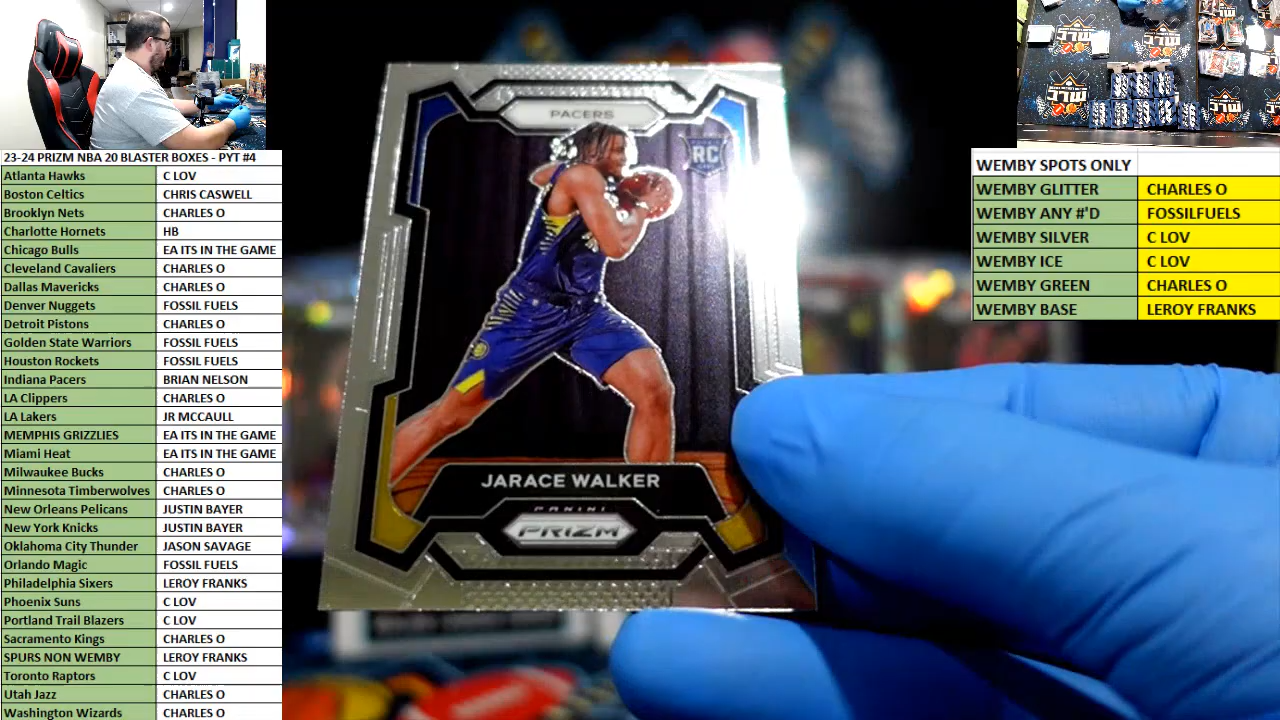 23-24 PRIZM NBA 20 BLASTER BOXES - PYT #4
Atlanta Hawks C LOV
Boston Celtics CHRIS CASWELL
Brooklyn Nets CHARLES O
Charlotte Hornets HB
Chicago Bulls EA ITS IN THE GAME
Cleveland Cavaliers CHARLES O
Dallas Mavericks CHARLES O
Denver Nuggets FOSSIL FUELS
Detroit Pistons CHARLES O
Golden State Warriors FOSSIL FUELS
Houston Rockets FOSSIL FUELS
Indiana Pacers BRIAN NELSON
LA Clippers CHARLES O
LA Lakers JR MCCAULL
MEMPHIS GRIZZLIES EA ITS IN THE GAME
Miami Heat EA ITS IN THE GAME
Milwaukee Bucks CHARLES O
Minnesota Timberwolves CHARLES O
New Orleans Pelicans JUSTIN BAYER
New York Knicks JUSTIN BAYER
Oklahoma City Thunder JASON SAVAGE
Orlando Magic FOSSIL FUELS
Philadelphia Sixers LEROY FRANKS
Phoenix Suns C LOV
Portland Trail Blazers C LOV
Sacramento Kings CHARLES O
SPURS NON WEMBY LEROY FRANKS
Toronto Raptors C LOV
Utah Jazz CHARLES O
Washington Wizards CHARLES O
PACERS
RC
JARACE WALKER
PANINI
PRIZM
WEMBY SPOTS ONLY
WEMBY GLITTER CHARLES O
WEMBY ANY #'D FOSSILFUELS
WEMBY SILVER C LOV
WEMBY ICE C LOV
WEMBY GREEN CHARLES O
WEMBY BASE LEROY FRANKS